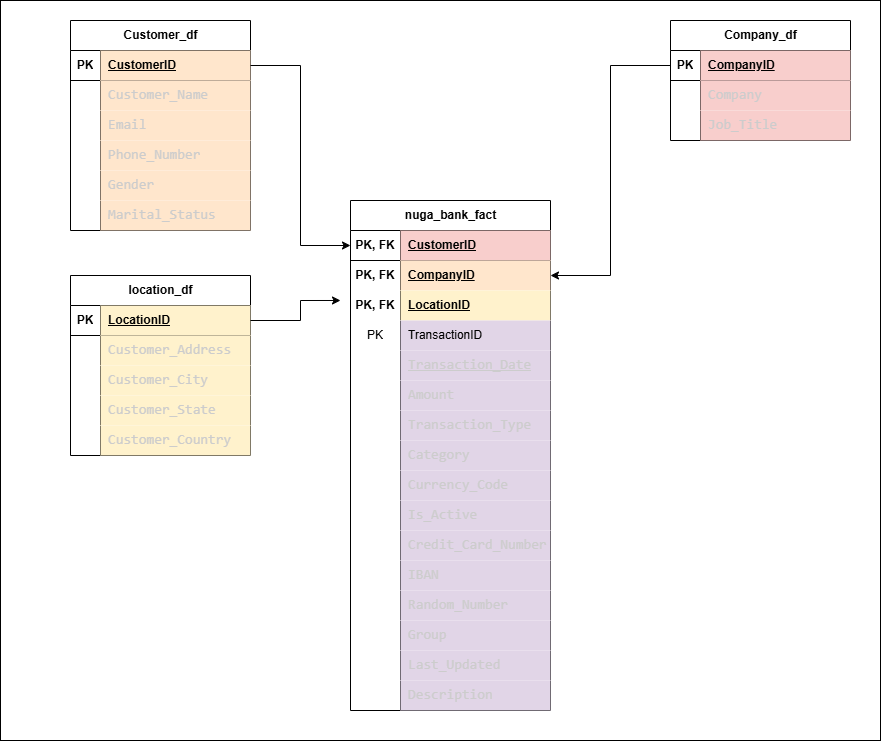 Customer_df
PK CustomerID
Customer_Name
Email
Phone_Number
Gender
Marital_Status
location_df
PK LocationID
Customer_Address
Customer_City
Customer_State
Customer_Country
nuga_bank_fact
PK, FK CustomerID
PK, FK CompanyID
PK, FK LocationID
PK TransactionID
Transaction_Date
Amount
Transaction_Type
Category
Currency_Code
Is_Active
Credit_Card_Number
IBAN
Random_Number
Group
Last_Updated
Description
Company_df
PK CompanyID
Company
Job_Title